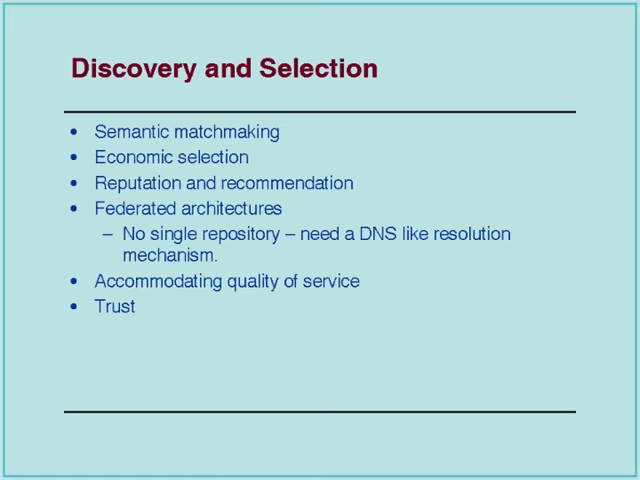 Discovery and Selection
• Semantic matchmaking
• Economic selection
• Reputation and recommendation
• Federated architectures
– No single repository – need a DNS like resolution
mechanism.
• Accommodating quality of service
• Trust